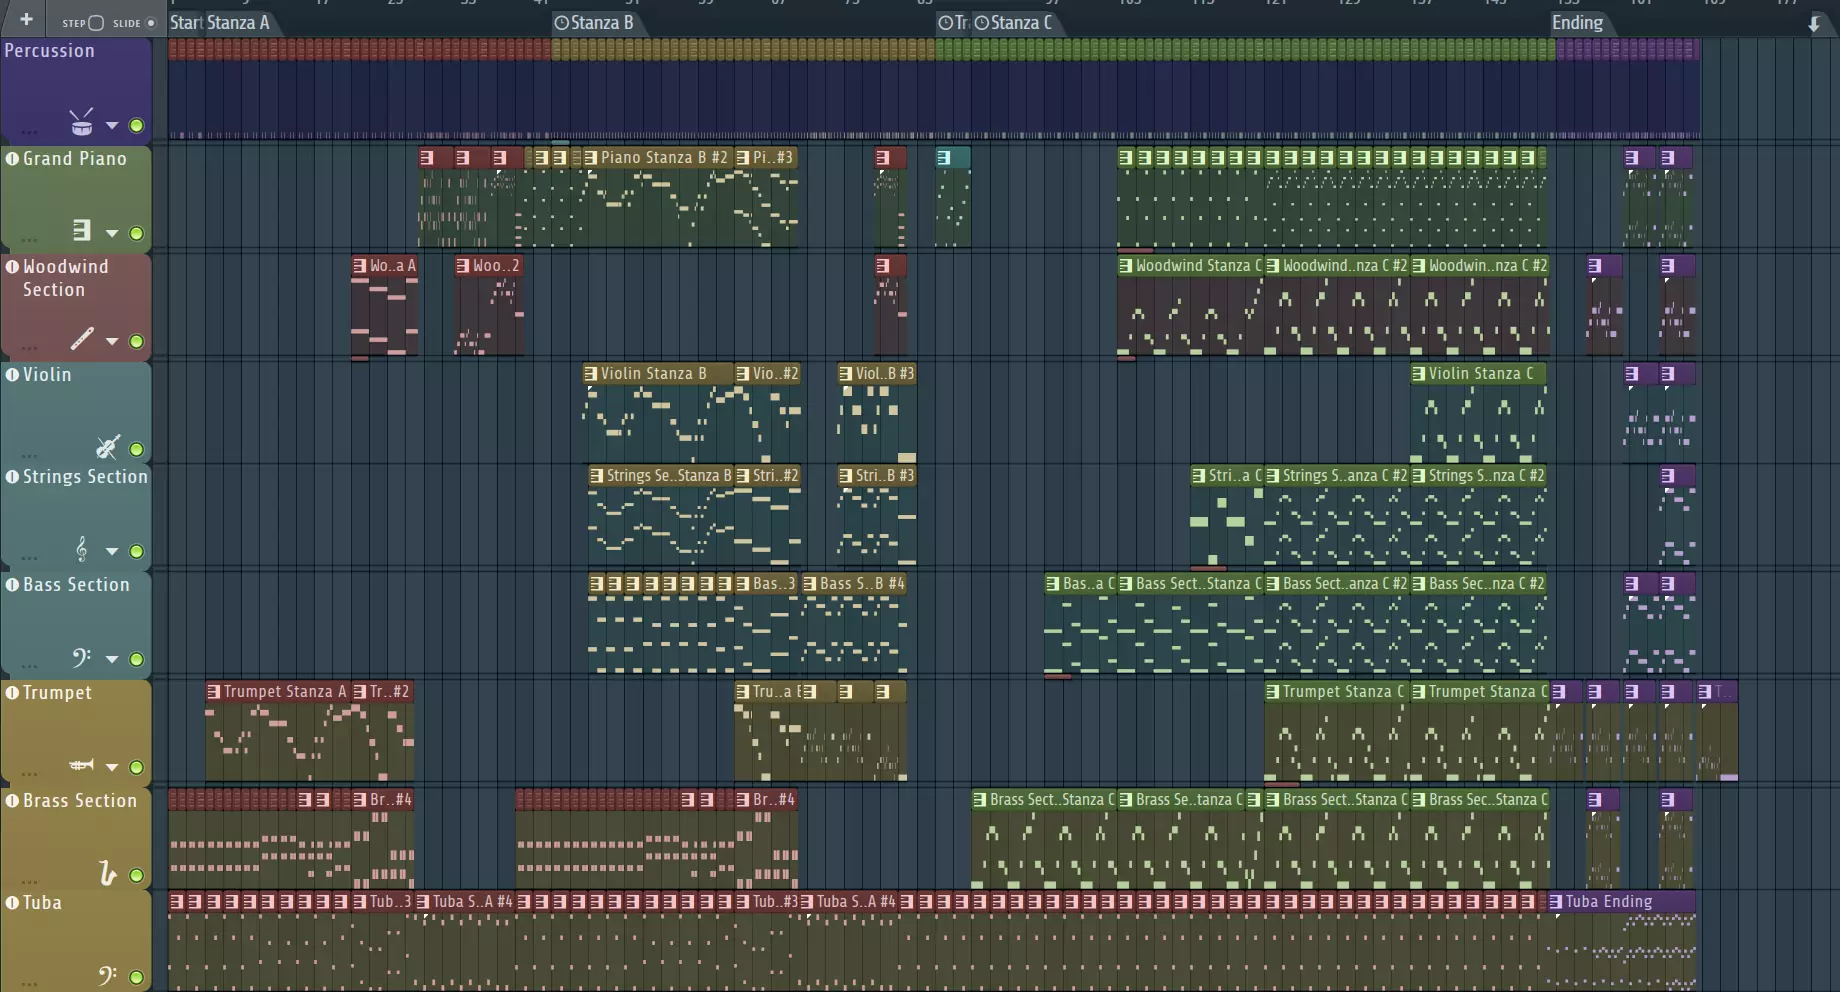 STEP SLIDE
Start Stanza A Stanza B Tr Stanza C Ending
Percussion
Grand Piano
Piano Stanza B #2 Pi..#3
Woodwind
Section
Wo..a A Woo..2 Woodwind Stanza C Woodwind..nza C #2 Woodwin..nza C #2
Violin
Violin Stanza B Vio..#2 Viol..B #3 Violin Stanza C
Strings Section
Strings Se..Stanza B Stri..#2 Stri..B #3 Stri..a C Strings S..anza C #2 Strings S..nza C #2
Bass Section
Bas..3 Bass S..B #4 Bas..a C Bass Sect..Stanza C Bass Sect..anza C #2 Bass Sec..nza C #2
Trumpet
Trumpet Stanza A Tr..#2 Tru..a B Trumpet Stanza C Trumpet Stanza C T..
Brass Section
Br..#4 Br..#4 Brass Sect..Stanza C Brass Se..tanza C Brass Sect..Stanza C Brass Sec..Stanza C
Tuba
Tub..3 Tuba S..A #4 Tub..#3 Tuba S..A #4 Tuba Ending